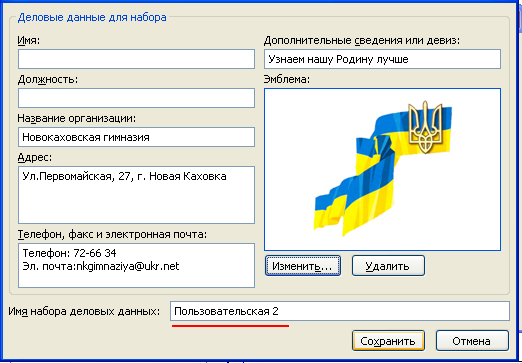 Деловые данные для набора
Имя:
Должность:
Название организации:
Новокаховская гимназия
Адрес:
Ул.Первомайская, 27, г. Новая Каховка
Телефон, факс и электронная почта:
Телефон: 72-66 34
Эл. почта:nkgimnaziya@ukr.net
Дополнительные сведения или девиз:
Узнаем нашу Родину лучше
Эмблема:
Изменить...
Удалить
Имя набора деловых данных:
Пользовательская 2
Сохранить
Отмена